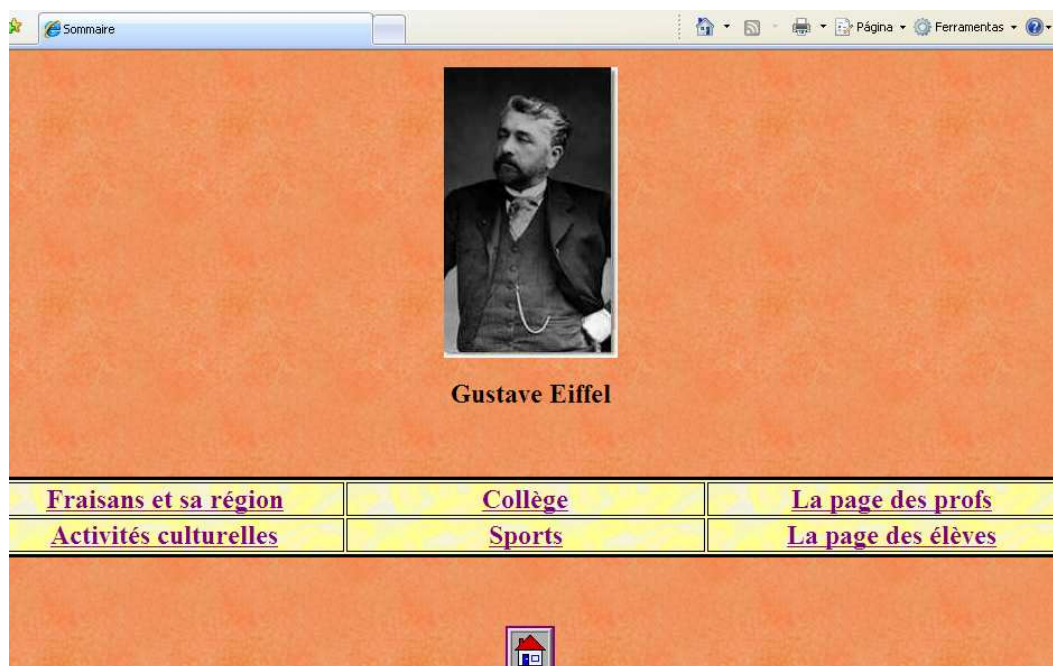 Sommaire Página Ferramentas
Gustave Eiffel
Fraisans et sa région Collège La page des profs
Activités culturelles Sports La page des élèves